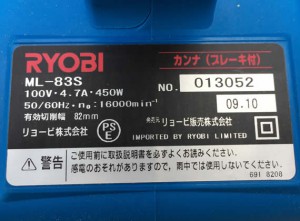 RYOBI
カンナ(ブレーキ付)
ML-83S
100V・4.7A・450W
NO. 013052
50/60Hz・n₀:16000min⁻¹
09.10
有効切削幅 82mm
リョービ株式会社
PSE
発売元 リョービ販売株式会社
IMPORTED BY RYOBI LIMITED
警告
ご使用前に取扱説明書をよくお読みください。
感電のおそれがありますので、雨中では使用しないでください。
691 8208